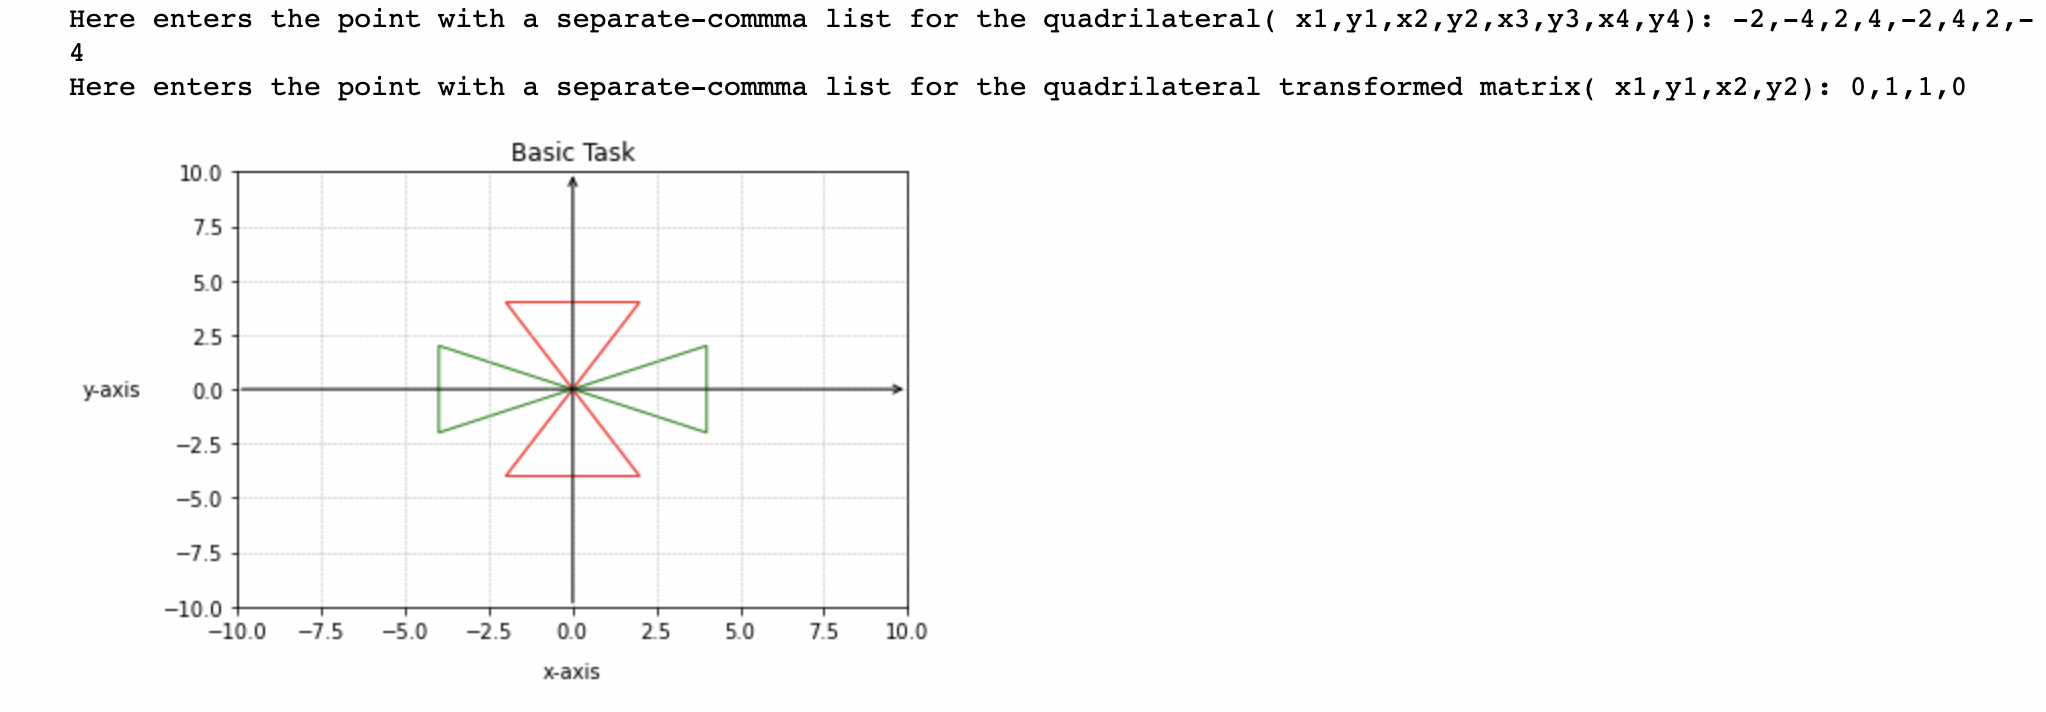 Here enters the point with a separate-commma list for the quadrilateral( x1,y1,x2,y2,x3,y3,x4,y4): -2,-4,2,4,-2,4,2,-
4
Here enters the point with a separate-commma list for the quadrilateral transformed matrix( x1,y1,x2,y2): 0,1,1,0
Basic Task
10.0
7.5
5.0
2.5
y-axis 0.0
−2.5
−5.0
−7.5
−10.0
−10.0 −7.5 −5.0 −2.5 0.0 2.5 5.0 7.5 10.0
x-axis